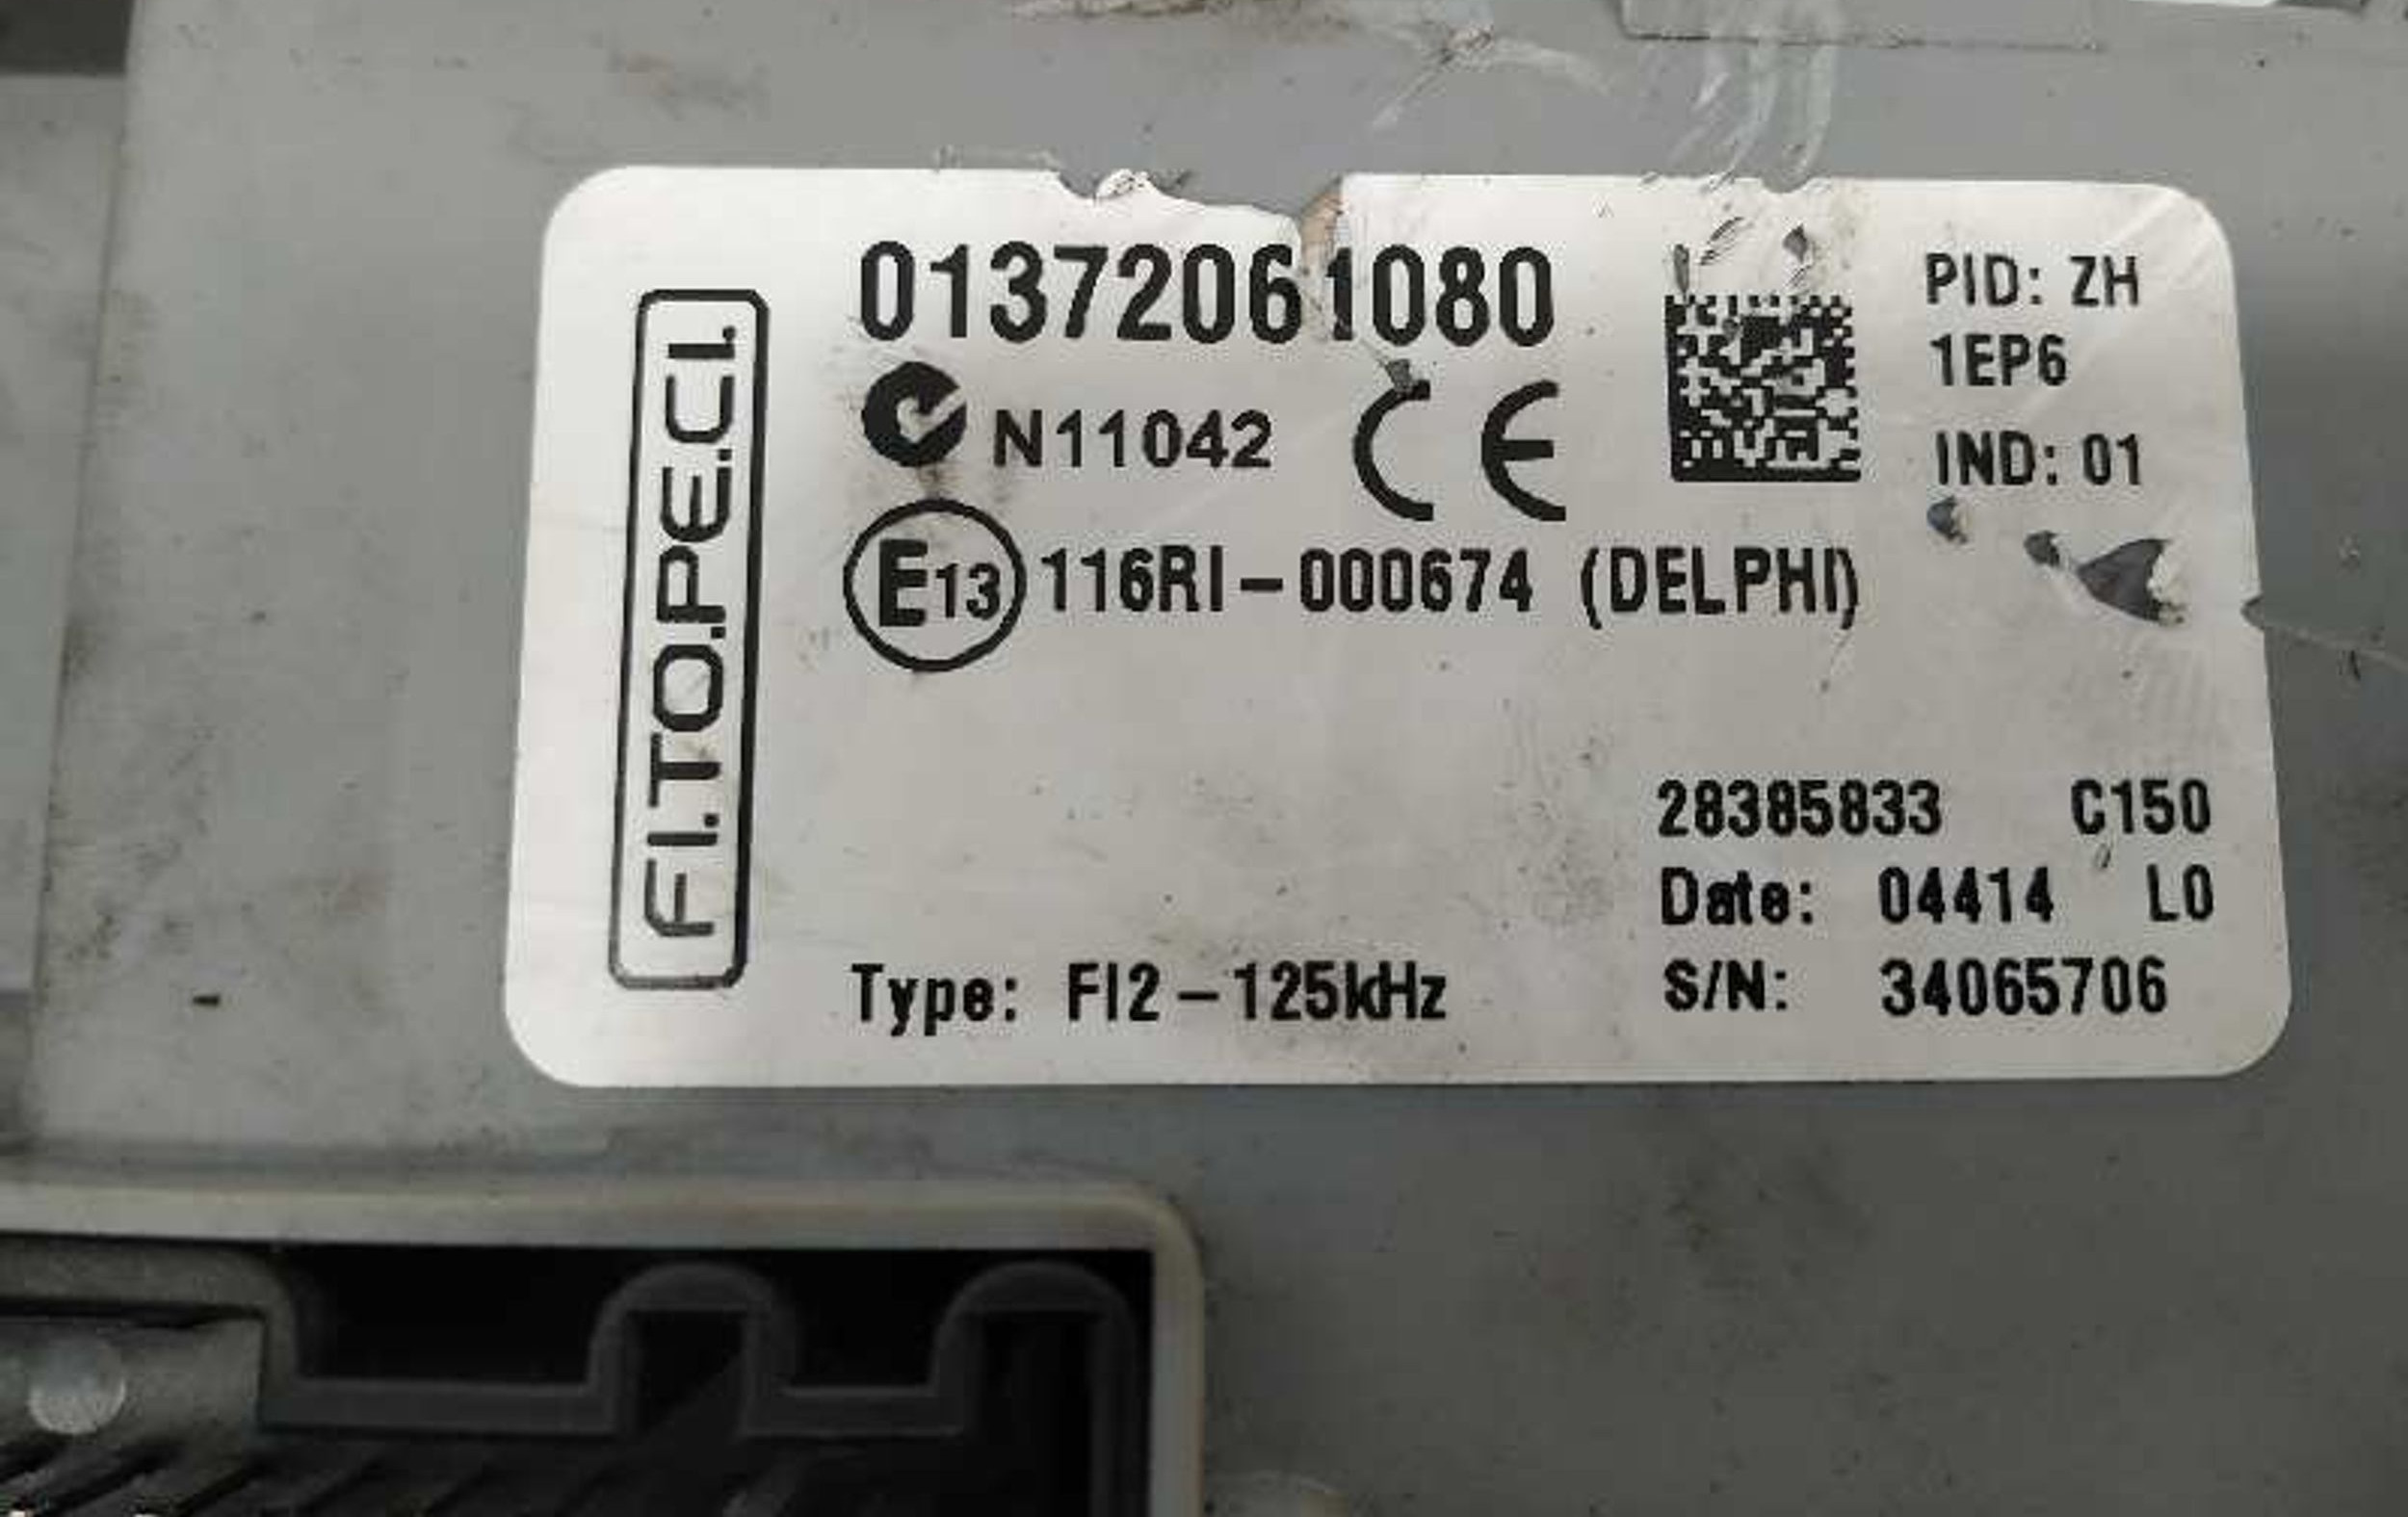 FI.TO.PE.CI.
01372061080
PID: ZH
1EP6
N11042 CE
IND: 01
E13 116RI-000674 (DELPHI)
28385833 C150
Date: 04414 L0
Type: FI2-125kHz
S/N: 34065706